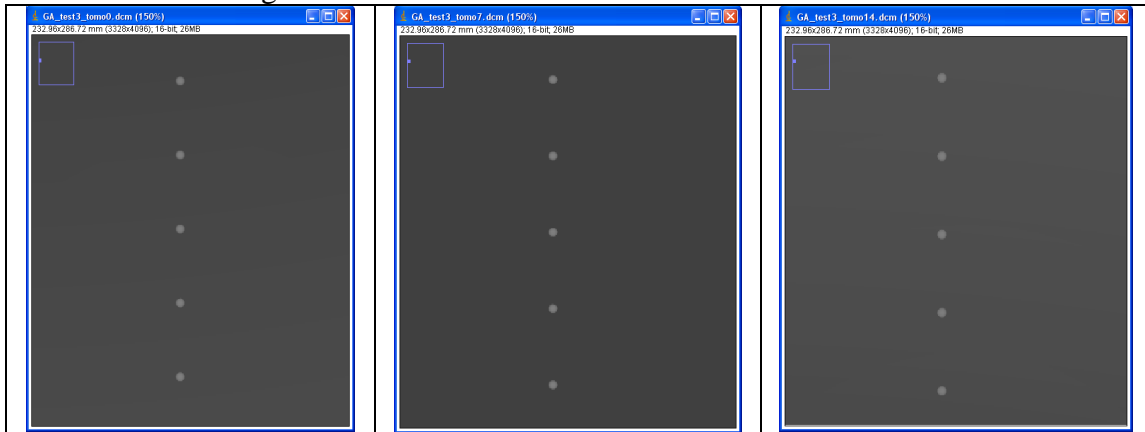 GA_test3_tomo0.dcm (150%)
232.96x286.72 mm (3328x4096); 16-bit; 26MB
GA_test3_tomo7.dcm (150%)
232.96x286.72 mm (3328x4096); 16-bit; 26MB
GA_test3_tomo14.dcm (150%)
232.96x286.72 mm (3328x4096); 16-bit; 26MB